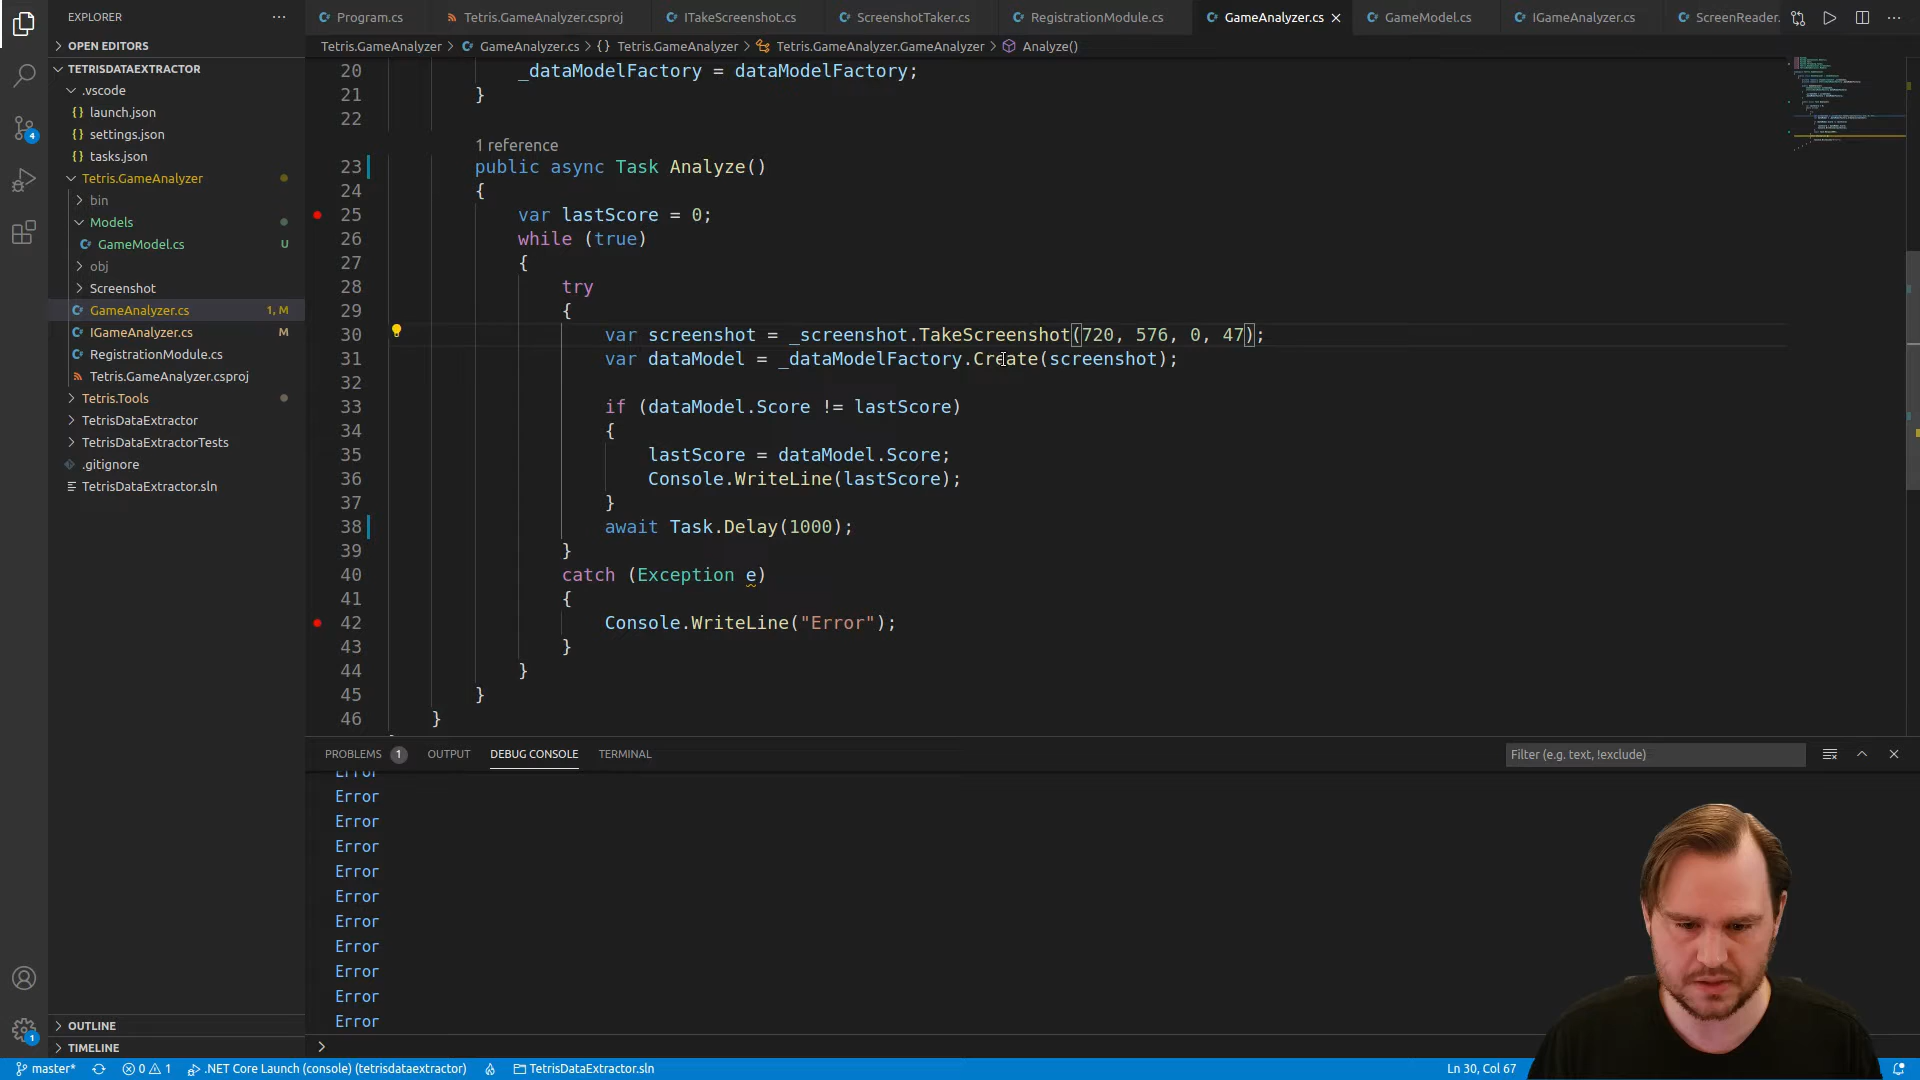 EXPLORER
OPEN EDITORS
TETRISDATAEXTRACTOR
.vscode
launch.json
settings.json
tasks.json
Tetris.GameAnalyzer
bin
Models
GameModel.cs U
obj
Screenshot
GameAnalyzer.cs 1, M
IGameAnalyzer.cs M
RegistrationModule.cs
Tetris.GameAnalyzer.csproj
Tetris.Tools
TetrisDataExtractor
TetrisDataExtractorTests
.gitignore
TetrisDataExtractor.sln
OUTLINE
TIMELINE
4
1
Program.cs Tetris.GameAnalyzer.csproj ITakeScreenshot.cs ScreenshotTaker.cs RegistrationModule.cs GameAnalyzer.cs GameModel.cs IGameAnalyzer.cs ScreenReader.
Tetris.GameAnalyzer > GameAnalyzer.cs > {} Tetris.GameAnalyzer > Tetris.GameAnalyzer.GameAnalyzer > Analyze()
20 _dataModelFactory = dataModelFactory;
21 }
22
1 reference
23 public async Task Analyze()
24 {
25 var lastScore = 0;
26 while (true)
27 {
28 try
29 {
30 var screenshot = _screenshot.TakeScreenshot(720, 576, 0, 47);
31 var dataModel = _dataModelFactory.Create(screenshot);
32
33 if (dataModel.Score != lastScore)
34 {
35 lastScore = dataModel.Score;
36 Console.WriteLine(lastScore);
37 }
38 await Task.Delay(1000);
39 }
40 catch (Exception e)
41 {
42 Console.WriteLine("Error");
43 }
44 }
45 }
46 }
PROBLEMS 1 OUTPUT DEBUG CONSOLE TERMINAL Filter (e.g. text, !exclude)
Error
Error
Error
Error
Error
Error
Error
Error
Error
Error
Error
>
master* 0 1 .NET Core Launch (console) (tetrisdataextractor) TetrisDataExtractor.sln Ln 30, Col 67